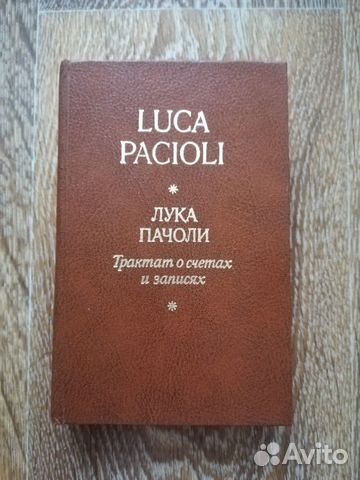 LUCA
PACIOLI
*
ЛУКА
ПАЧОЛИ
Трактат о счетах
и записях
*
Avito